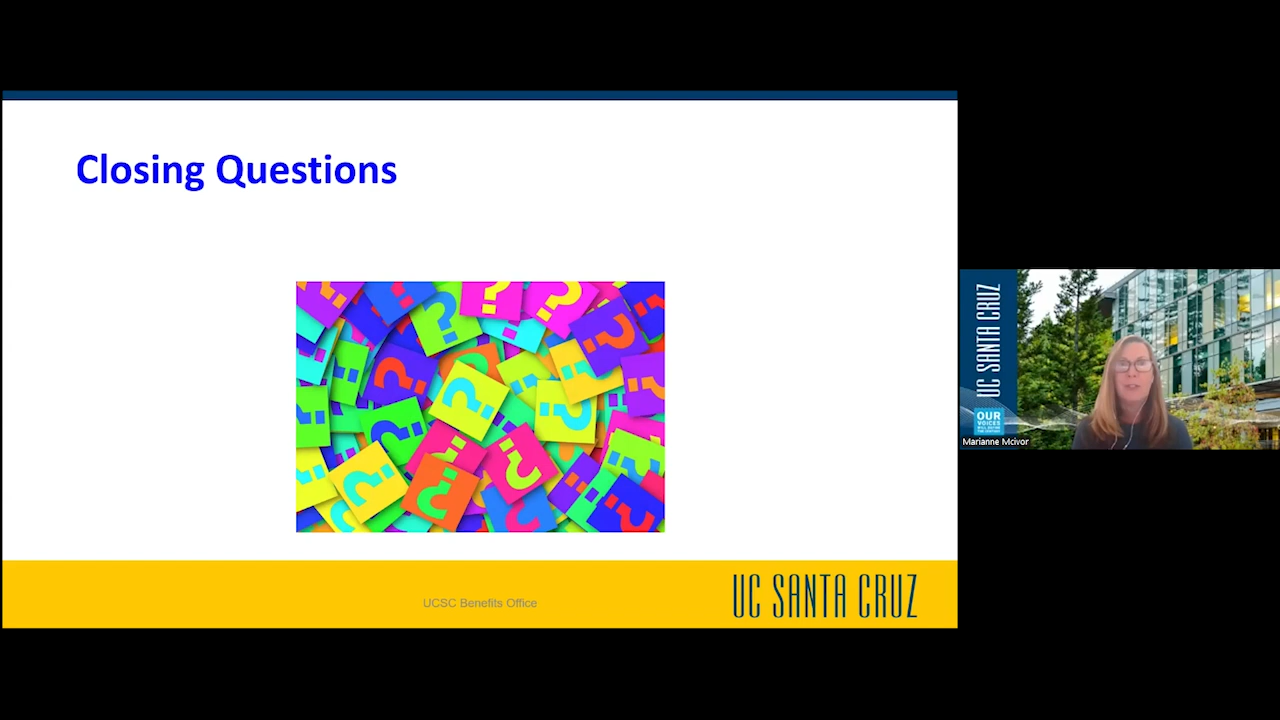 Closing Questions
UCSC Benefits Office
UC SANTA CRUZ
UC SANTA CRUZ
OUR
VOICES
Marianne Mcivor